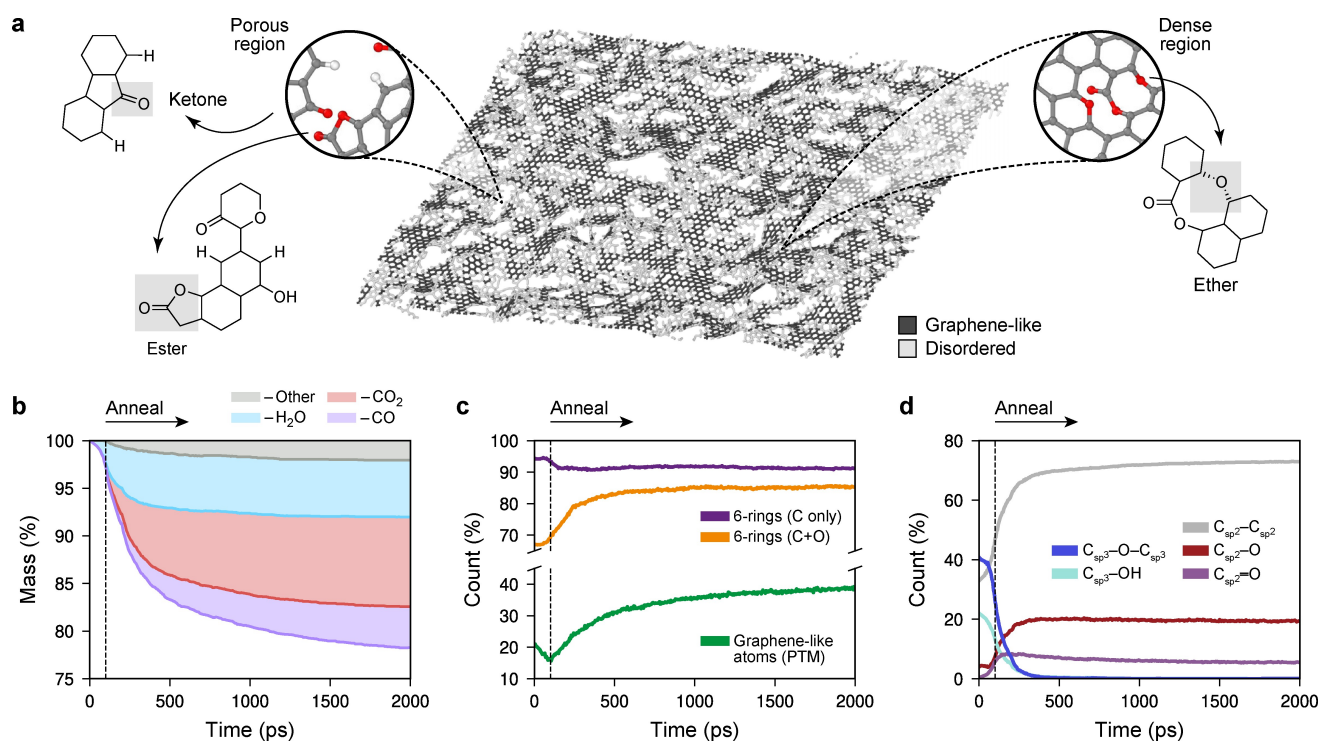 a
Porous
region
Dense
region
H
O
H
Ketone
O
O
H
H
O
O
OH
Ester
O
O
O
Ether
Graphene-like
Disordered
b
Anneal
–Other
–CO₂
–H₂O
–CO
Mass (%)
100
95
90
85
80
75
0
500
1000
1500
2000
Time (ps)
c
Anneal
Count (%)
100
90
80
70
40
30
20
10
6-rings (C only)
6-rings (C+O)
Graphene-like
atoms (PTM)
0
500
1000
1500
2000
Time (ps)
d
Anneal
Count (%)
80
60
40
20
0
Csp2–Csp2
Csp3–O–Csp3
Csp2–O
Csp3–OH
Csp2=O
0
500
1000
1500
2000
Time (ps)